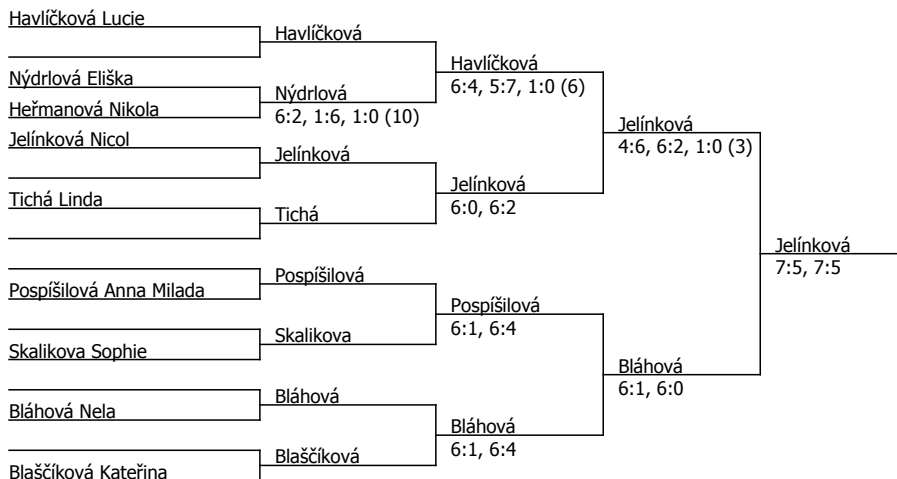 Havlíčková Lucie
Nýdrlová Eliška
Heřmanová Nikola
Jelínková Nicol
Tichá Linda
Pospíšilová Anna Milada
Skalikova Sophie
Bláhová Nela
Blaščíková Kateřina
Havlíčková
Nýdrlová
6:2, 1:6, 1:0 (10)
Jelínková
Tichá
Pospíšilová
Skalikova
Bláhová
Blaščíková
Havlíčková
6:4, 5:7, 1:0 (6)
Jelínková
6:0, 6:2
Pospíšilová
6:1, 6:4
Bláhová
6:1, 6:4
Jelínková
4:6, 6:2, 1:0 (3)
Bláhová
6:1, 6:0
Jelínková
7:5, 7:5